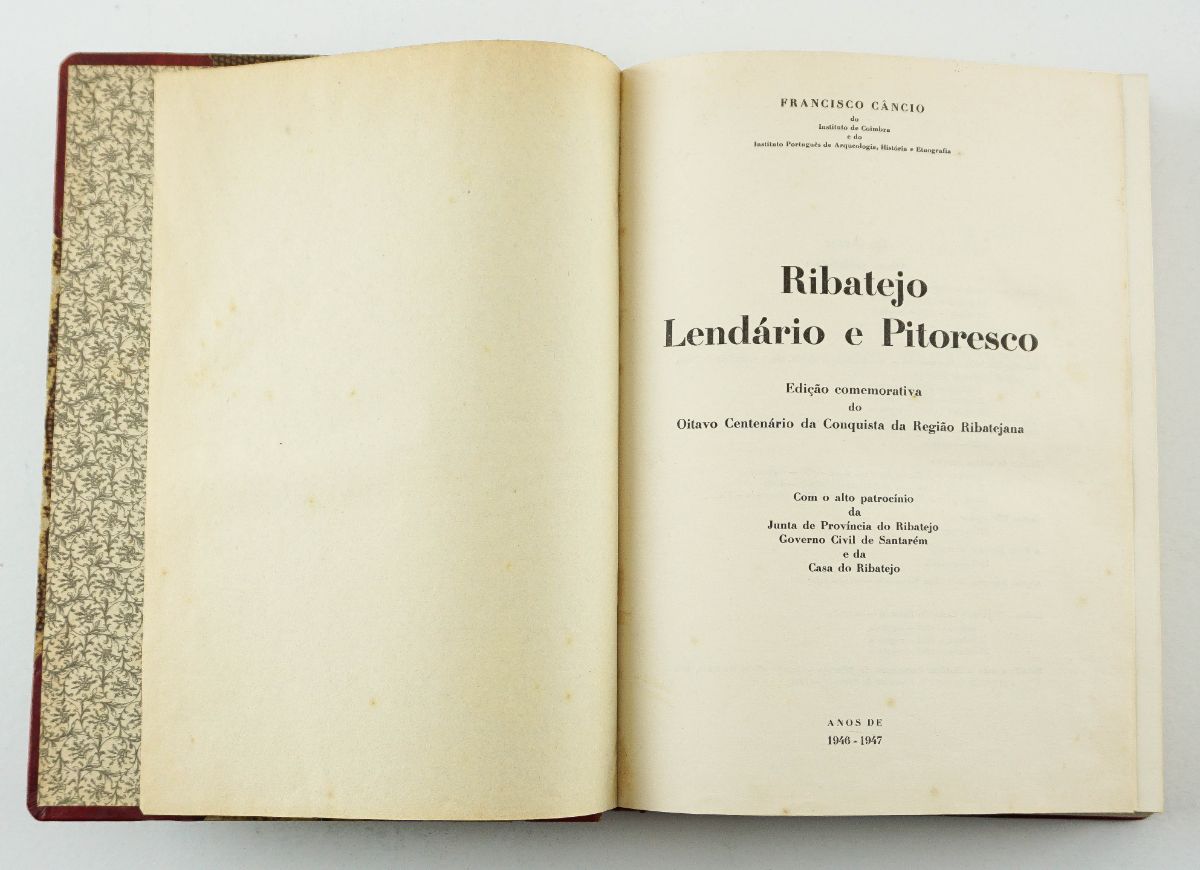 FRANCISCO CÂNCIO
do
Instituto de Coimbra
e do
Instituto Português de Arqueologia, História e Etnografia
Ribatejo
Lendário e Pitoresco
Edição comemorativa
do
Oitavo Centenário da Conquista da Região Ribatejana
Com o alto patrocínio
da
Junta de Província do Ribatejo
Governo Civil de Santarém
e da
Casa do Ribatejo
ANOS DE
1946 - 1947